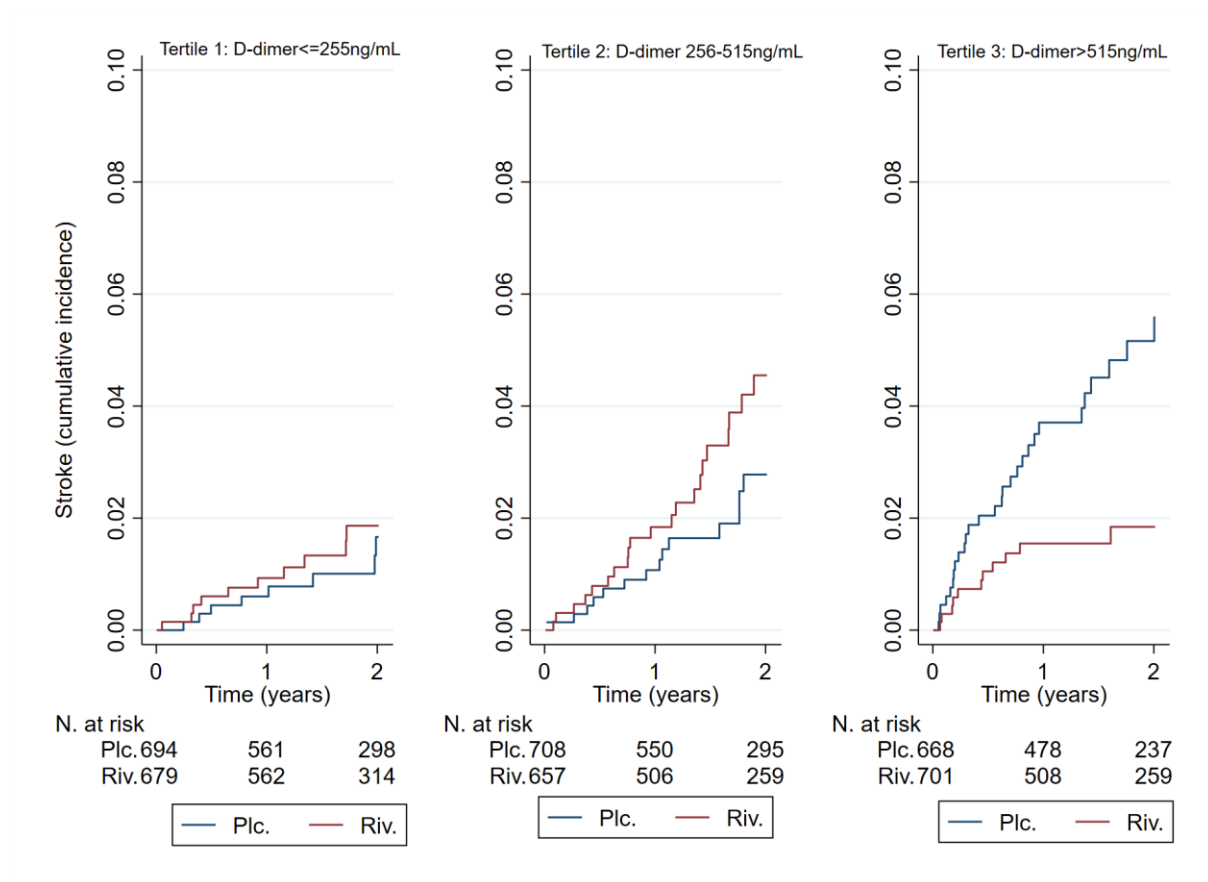 Tertile 1: D-dimer<=255ng/mL
Tertile 2: D-dimer 256-515ng/mL
Tertile 3: D-dimer>515ng/mL
Stroke (cumulative incidence)
0.10
0.08
0.06
0.04
0.02
0.00
0 1 2
Time (years)
0.10
0.08
0.06
0.04
0.02
0.00
0 1 2
Time (years)
0.10
0.08
0.06
0.04
0.02
0.00
0 1 2
Time (years)
N. at risk
Plc. 694 561 298
Riv. 679 562 314
N. at risk
Plc. 708 550 295
Riv. 657 506 259
N. at risk
Plc. 668 478 237
Riv. 701 508 259
Plc. Riv.
Plc. Riv.
Plc. Riv.